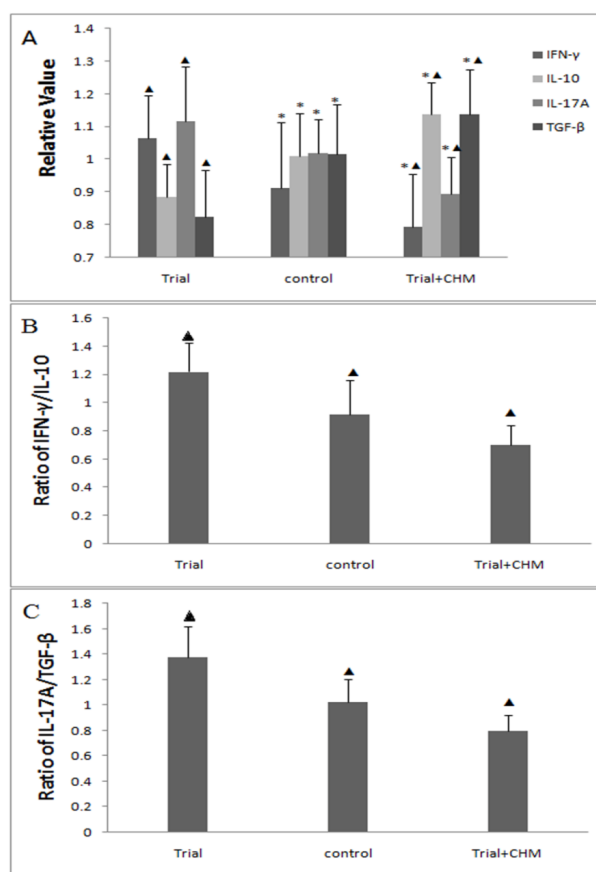 A
Relative Value
1.4
1.3
1.2
1.1
1
0.9
0.8
0.7
▲ ▲ ▲ ▲ * * * * *▲ *▲ *▲ *▲
Trial control Trial+CHM
IFN-γ
IL-10
IL-17A
TGF-β
B
Ratio of IFN-γ/IL-10
1.6
1.4
1.2
1
0.8
0.6
0.4
0.2
0
▲ ▲ ▲
Trial control Trial+CHM
C
Ratio of IL-17A/TGF-β
1.8
1.6
1.4
1.2
1
0.8
0.6
0.4
0.2
0
▲ ▲ ▲
Trial control Trial+CHM